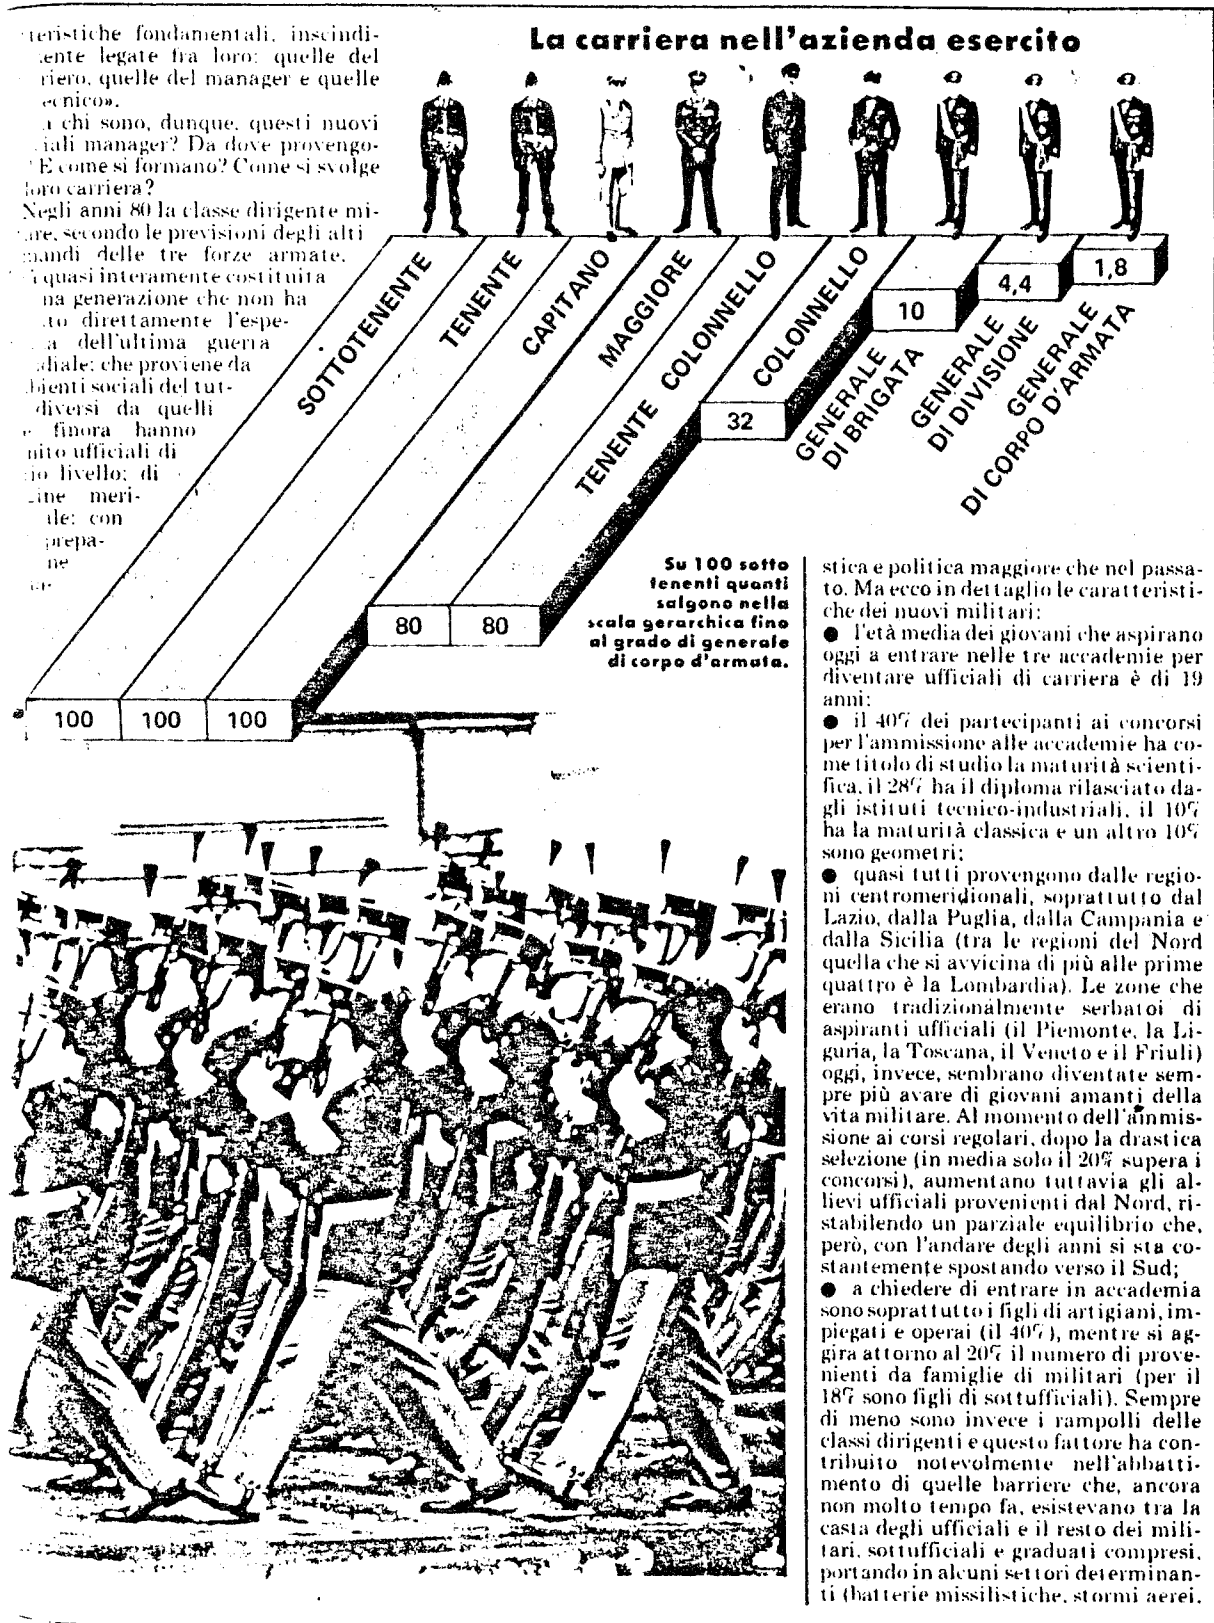 La carriera nell'azienda esercito
teristiche fondamentali, inscindi-
ente legate fra loro: quelle del
riero, quelle del manager e quelle
ecnico».
a chi sono, dunque, questi nuovi
iali manager? Da dove provengo-
E come si formano? Come si svolge
loro carriera?
Negli anni 80 la classe dirigente mi-
are, secondo le previsioni degli alti
mandi delle tre forze armate,
quasi interamente costituita
na generazione che non ha
to direttamente l'espe-
a dell'ultima guerra
diale; che proviene da
bienti sociali del tut-
diversi da quelli
e finora hanno
nito ufficiali di
io livello; di
ine meri-
ale; con
prepa-
ne
SOTTOTENENTE
TENENTE
CAPITANO
MAGGIORE
TENENTE COLONNELLO
COLONNELLO
GENERALE
DI BRIGATA
GENERALE
DI DIVISIONE
GENERALE
DI CORPO D'ARMATA
100
100
100
80
80
32
10
4,4
1,8
Su 100 sotto
tenenti quanti
salgono nella
scala gerarchica fino
al grado di generale
di corpo d'armata.
stica e politica maggiore che nel passa-
to. Ma ecco in dettaglio le caratteristi-
che dei nuovi militari:
● l'età media dei giovani che aspirano
oggi a entrare nelle tre accademie per
diventare ufficiali di carriera è di 19
anni;
● il 40% dei partecipanti ai concorsi
per l'ammissione alle accademie ha co-
me titolo di studio la maturità scienti-
fica, il 28% ha il diploma rilasciato da-
gli istituti tecnico-industriali, il 10%
ha la maturità classica e un altro 10%
sono geometri;
● quasi tutti provengono dalle regio-
ni centromeridionali, soprattutto dal
Lazio, dalla Puglia, dalla Campania e
dalla Sicilia (tra le regioni del Nord
quella che si avvicina di più alle prime
quattro è la Lombardia). Le zone che
erano tradizionalmente serbatoi di
aspiranti ufficiali (il Piemonte, la Li-
guria, la Toscana, il Veneto e il Friuli)
oggi, invece, sembrano diventate sem-
pre più avare di giovani amanti della
vita militare. Al momento dell'ammis-
sione ai corsi regolari, dopo la drastica
selezione (in media solo il 20% supera i
concorsi), aumentano tuttavia gli al-
lievi ufficiali provenienti dal Nord, ri-
stabilendo un parziale equilibrio che,
però, con l'andare degli anni si sta co-
stantemente spostando verso il Sud;
● a chiedere di entrare in accademia
sono soprattutto i figli di artigiani, im-
piegati e operai (il 40%), mentre si ag-
gira attorno al 20% il numero di prove-
nienti da famiglie di militari (per il
18% sono figli di sottufficiali). Sempre
di meno sono invece i rampolli delle
classi dirigenti e questo fattore ha con-
tribuito notevolmente nell'abbatti-
mento di quelle barriere che, ancora
non molto tempo fa, esistevano tra la
casta degli ufficiali e il resto dei mili-
tari, sottufficiali e graduati compresi,
portando in alcuni settori determinan-
ti (batterie missilistiche, stormi aerei,